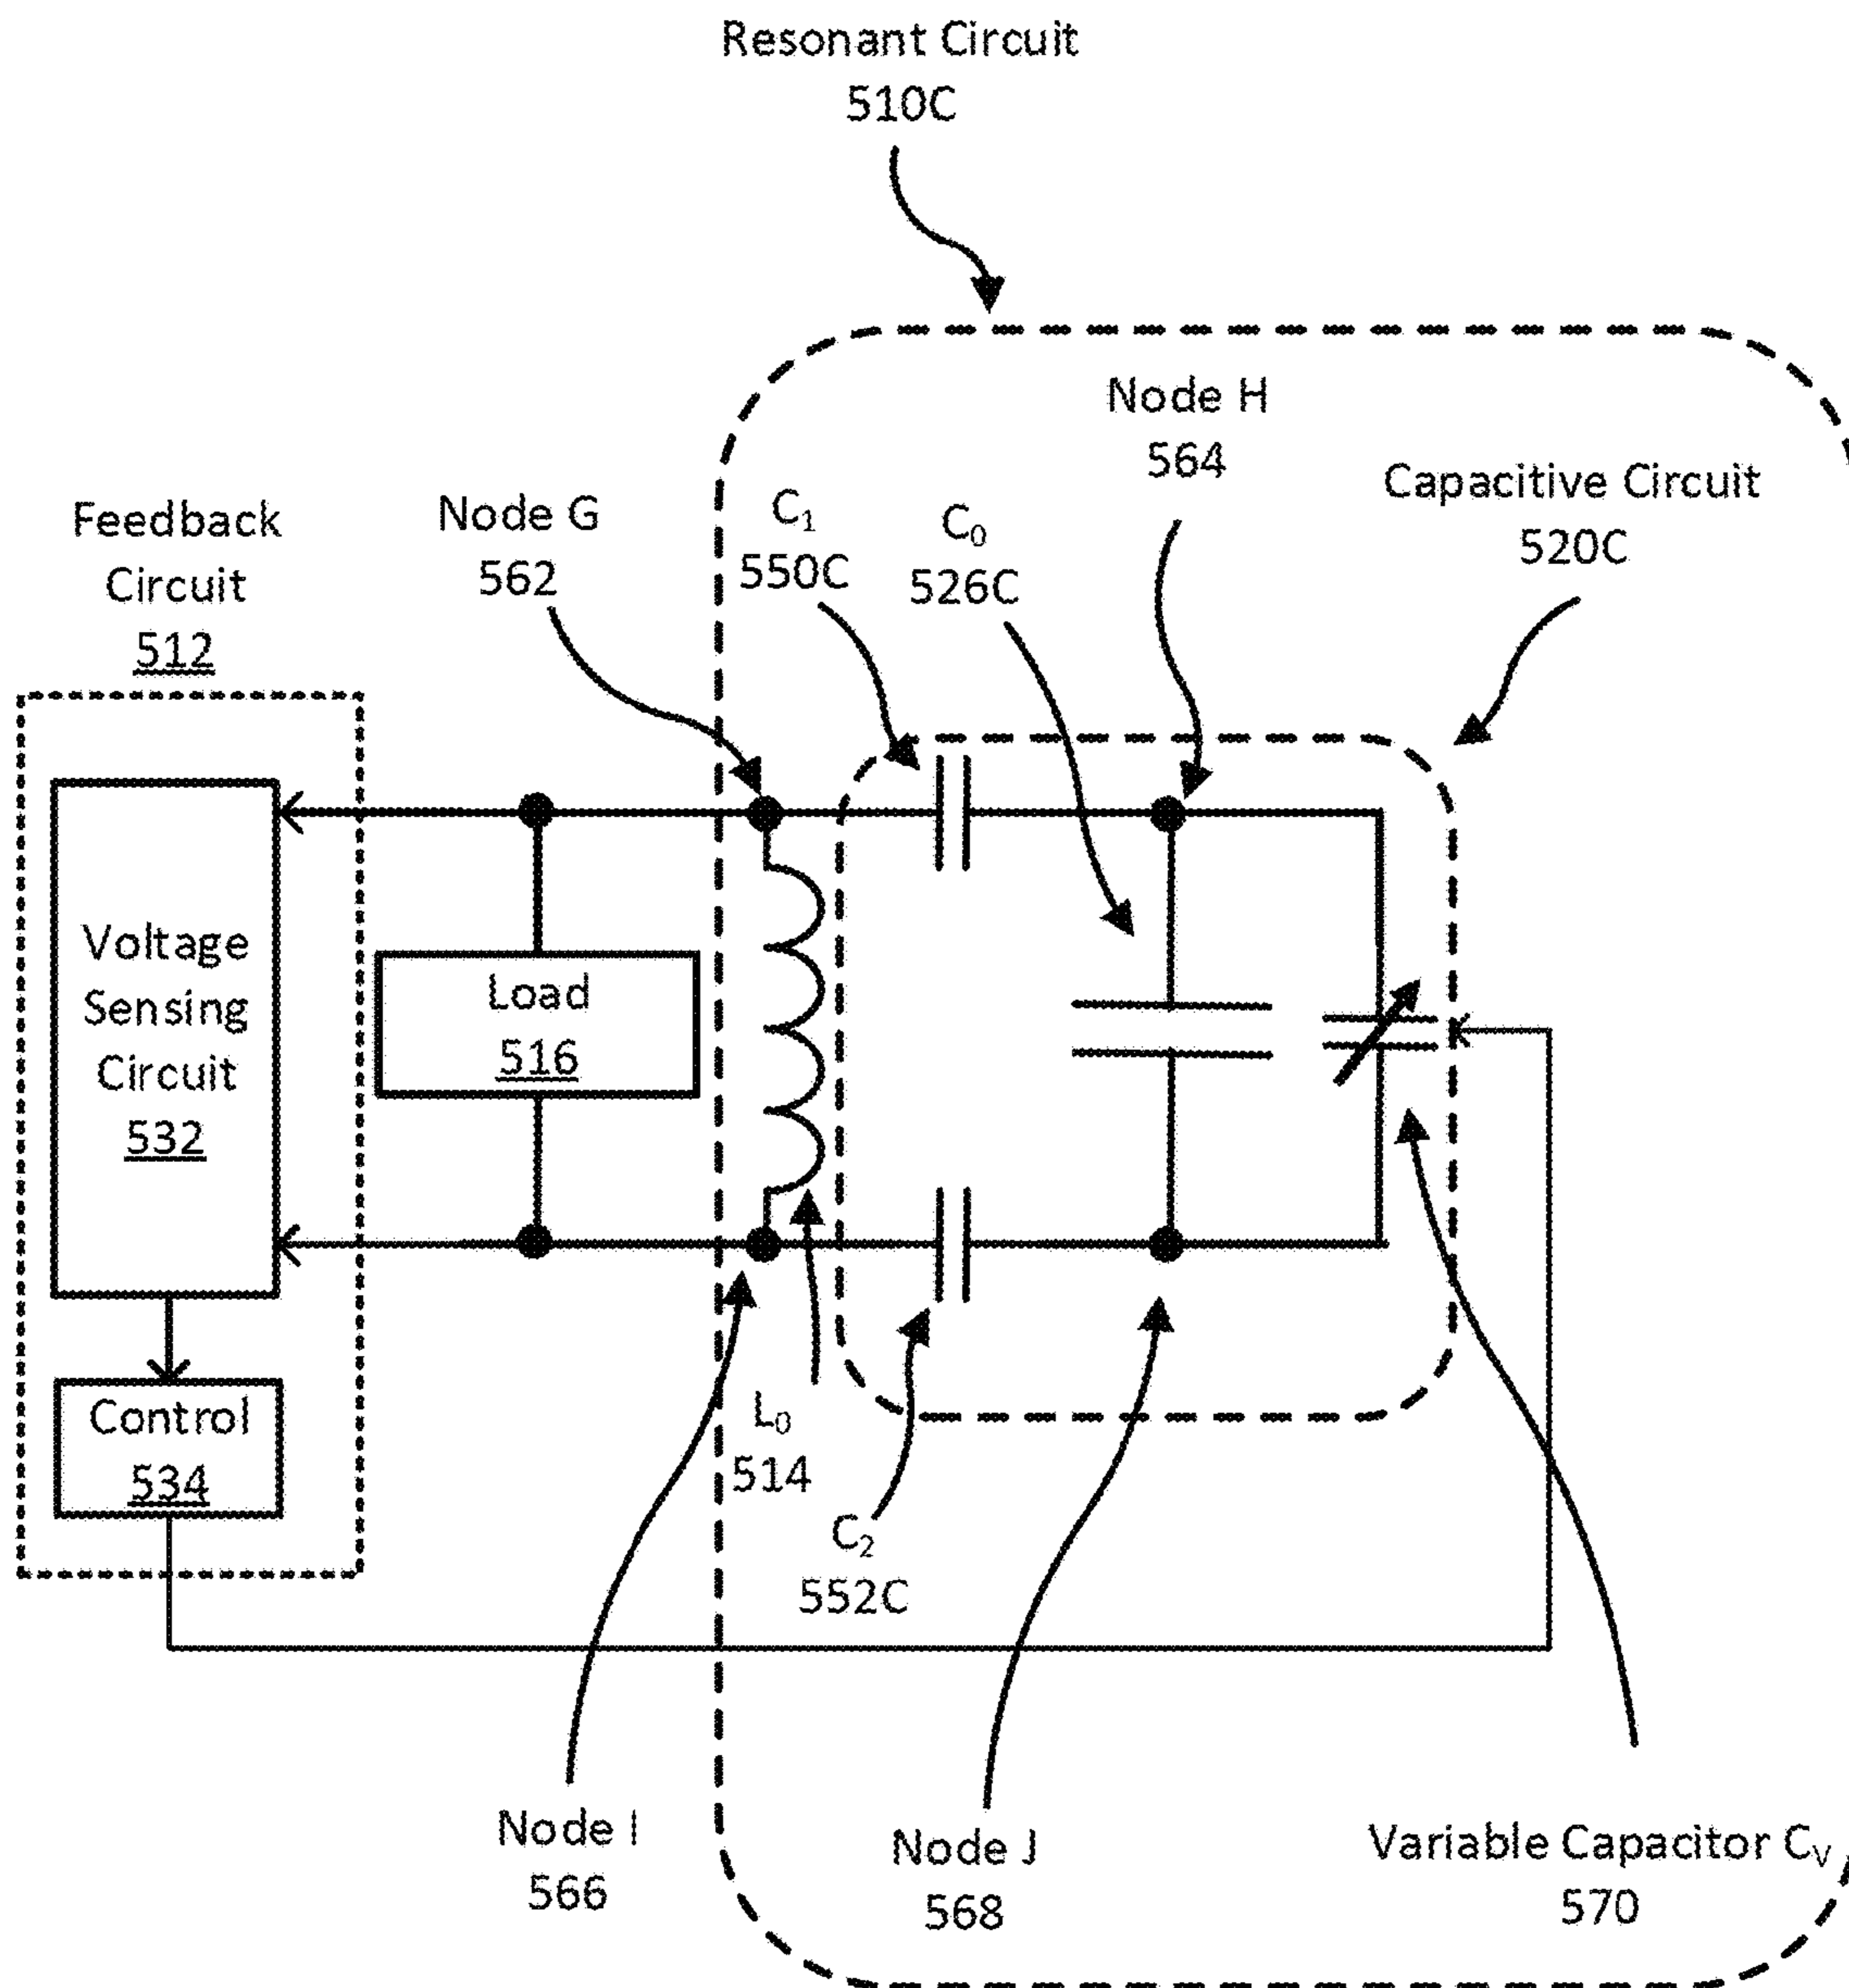 Resonant Circuit
510C
Node H
564
Capacitive Circuit
520C
Feedback
Circuit
512
Node G
562
C₁
550C
C₀
526C
Voltage
Sensing
Circuit
532
Load
516
Control
534
L₀
514
C₂
552C
Node I
566
Node J
568
Variable Capacitor Cᵥ
570